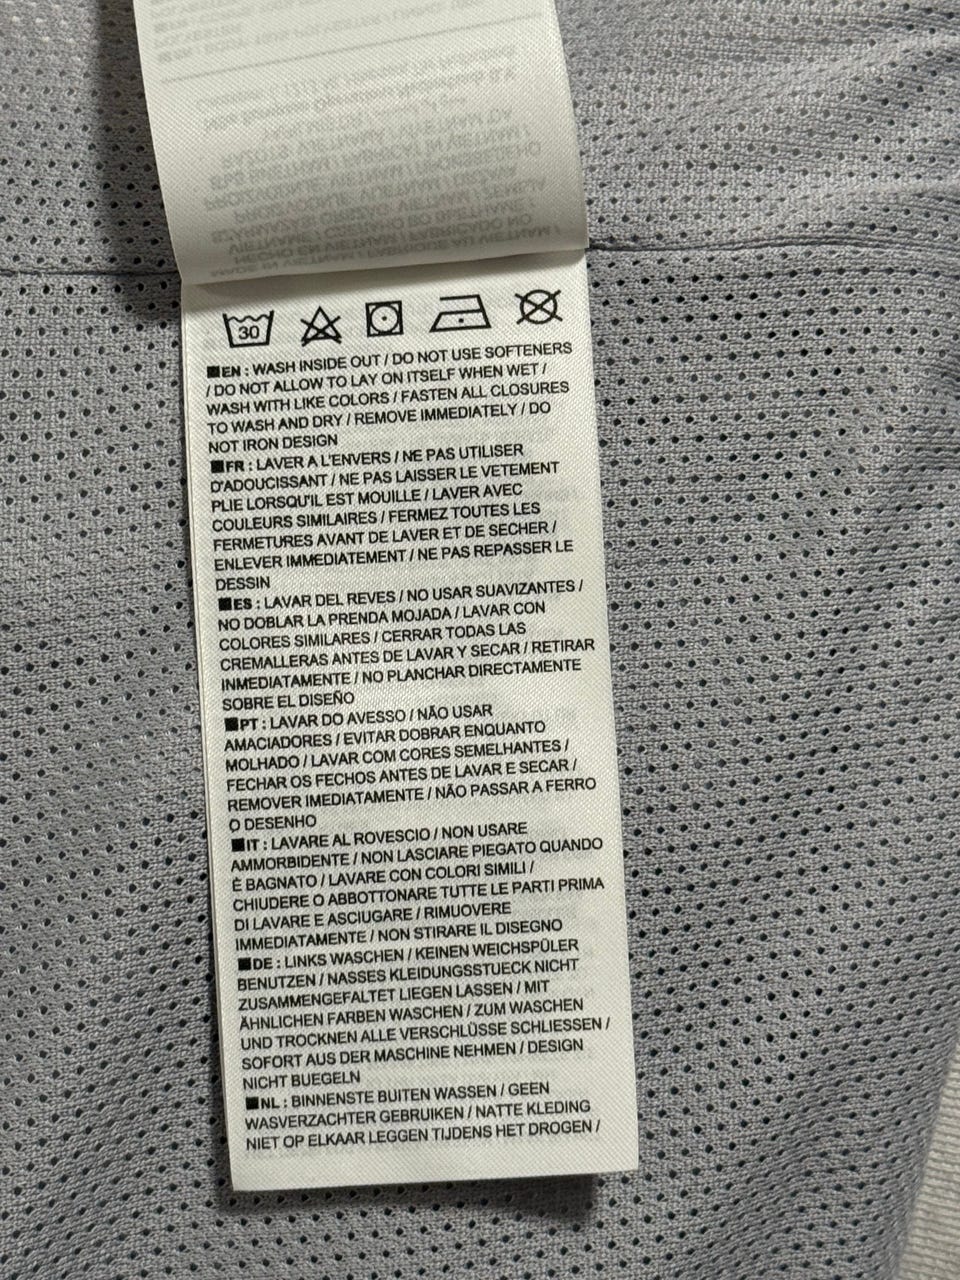 30
■EN : WASH INSIDE OUT / DO NOT USE SOFTENERS
/ DO NOT ALLOW TO LAY ON ITSELF WHEN WET /
WASH WITH LIKE COLORS / FASTEN ALL CLOSURES
TO WASH AND DRY / REMOVE IMMEDIATELY / DO
NOT IRON DESIGN
■FR : LAVER A L'ENVERS / NE PAS UTILISER
D'ADOUCISSANT / NE PAS LAISSER LE VETEMENT
PLIE LORSQU'IL EST MOUILLE / LAVER AVEC
COULEURS SIMILAIRES / FERMEZ TOUTES LES
FERMETURES AVANT DE LAVER ET DE SECHER /
ENLEVER IMMEDIATEMENT / NE PAS REPASSER LE
DESSIN
■ES : LAVAR DEL REVES / NO USAR SUAVIZANTES /
NO DOBLAR LA PRENDA MOJADA / LAVAR CON
COLORES SIMILARES / CERRAR TODAS LAS
CREMALLERAS ANTES DE LAVAR Y SECAR / RETIRAR
INMEDIATAMENTE / NO PLANCHAR DIRECTAMENTE
SOBRE EL DISEÑO
■PT : LAVAR DO AVESSO / NÃO USAR
AMACIADORES / EVITAR DOBRAR ENQUANTO
MOLHADO / LAVAR COM CORES SEMELHANTES /
FECHAR OS FECHOS ANTES DE LAVAR E SECAR /
REMOVER IMEDIATAMENTE / NÃO PASSAR A FERRO
O DESENHO
■IT : LAVARE AL ROVESCIO / NON USARE
AMMORBIDENTE / NON LASCIARE PIEGATO QUANDO
È BAGNATO / LAVARE CON COLORI SIMILI /
CHIUDERE O ABBOTTONARE TUTTE LE PARTI PRIMA
DI LAVARE E ASCIUGARE / RIMUOVERE
IMMEDIATAMENTE / NON STIRARE IL DISEGNO
■DE : LINKS WASCHEN / KEINEN WEICHSPÜLER
BENUTZEN / NASSES KLEIDUNGSSTUECK NICHT
ZUSAMMENGEFALTET LIEGEN LASSEN / MIT
ÄHNLICHEN FARBEN WASCHEN / ZUM WASCHEN
UND TROCKNEN ALLE VERSCHLÜSSE SCHLIESSEN /
SOFORT AUS DER MASCHINE NEHMEN / DESIGN
NICHT BUEGELN
■NL : BINNENSTE BUITEN WASSEN / GEEN
WASVERZACHTER GEBRUIKEN / NATTE KLEDING
NIET OP ELKAAR LEGGEN TIJDENS HET DROGEN /